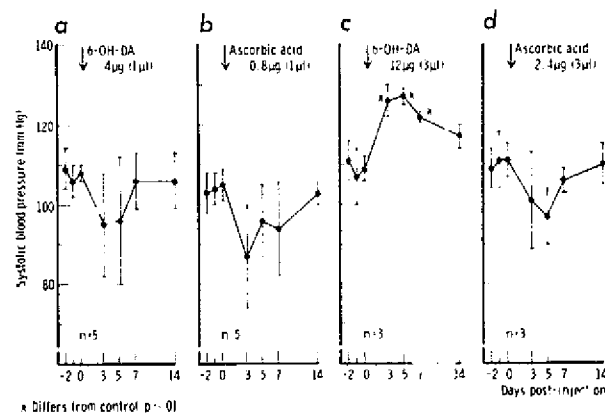 a b c d
6-OH-DA Ascorbic acid 6-OH-DA Ascorbic acid
4µg (1µl) 0.8µg (1µl) 12µg (3µl) 2.4µg (3µl)
Systolic blood pressure (mm Hg)
140
120
100
80
n=5 n=5 n=3 n=3
-2 0 3 5 7 14 -2 0 3 5 7 14 -2 0 3 5 14 -2 0 3 5 7 14
Days post-injection
x Differs from control